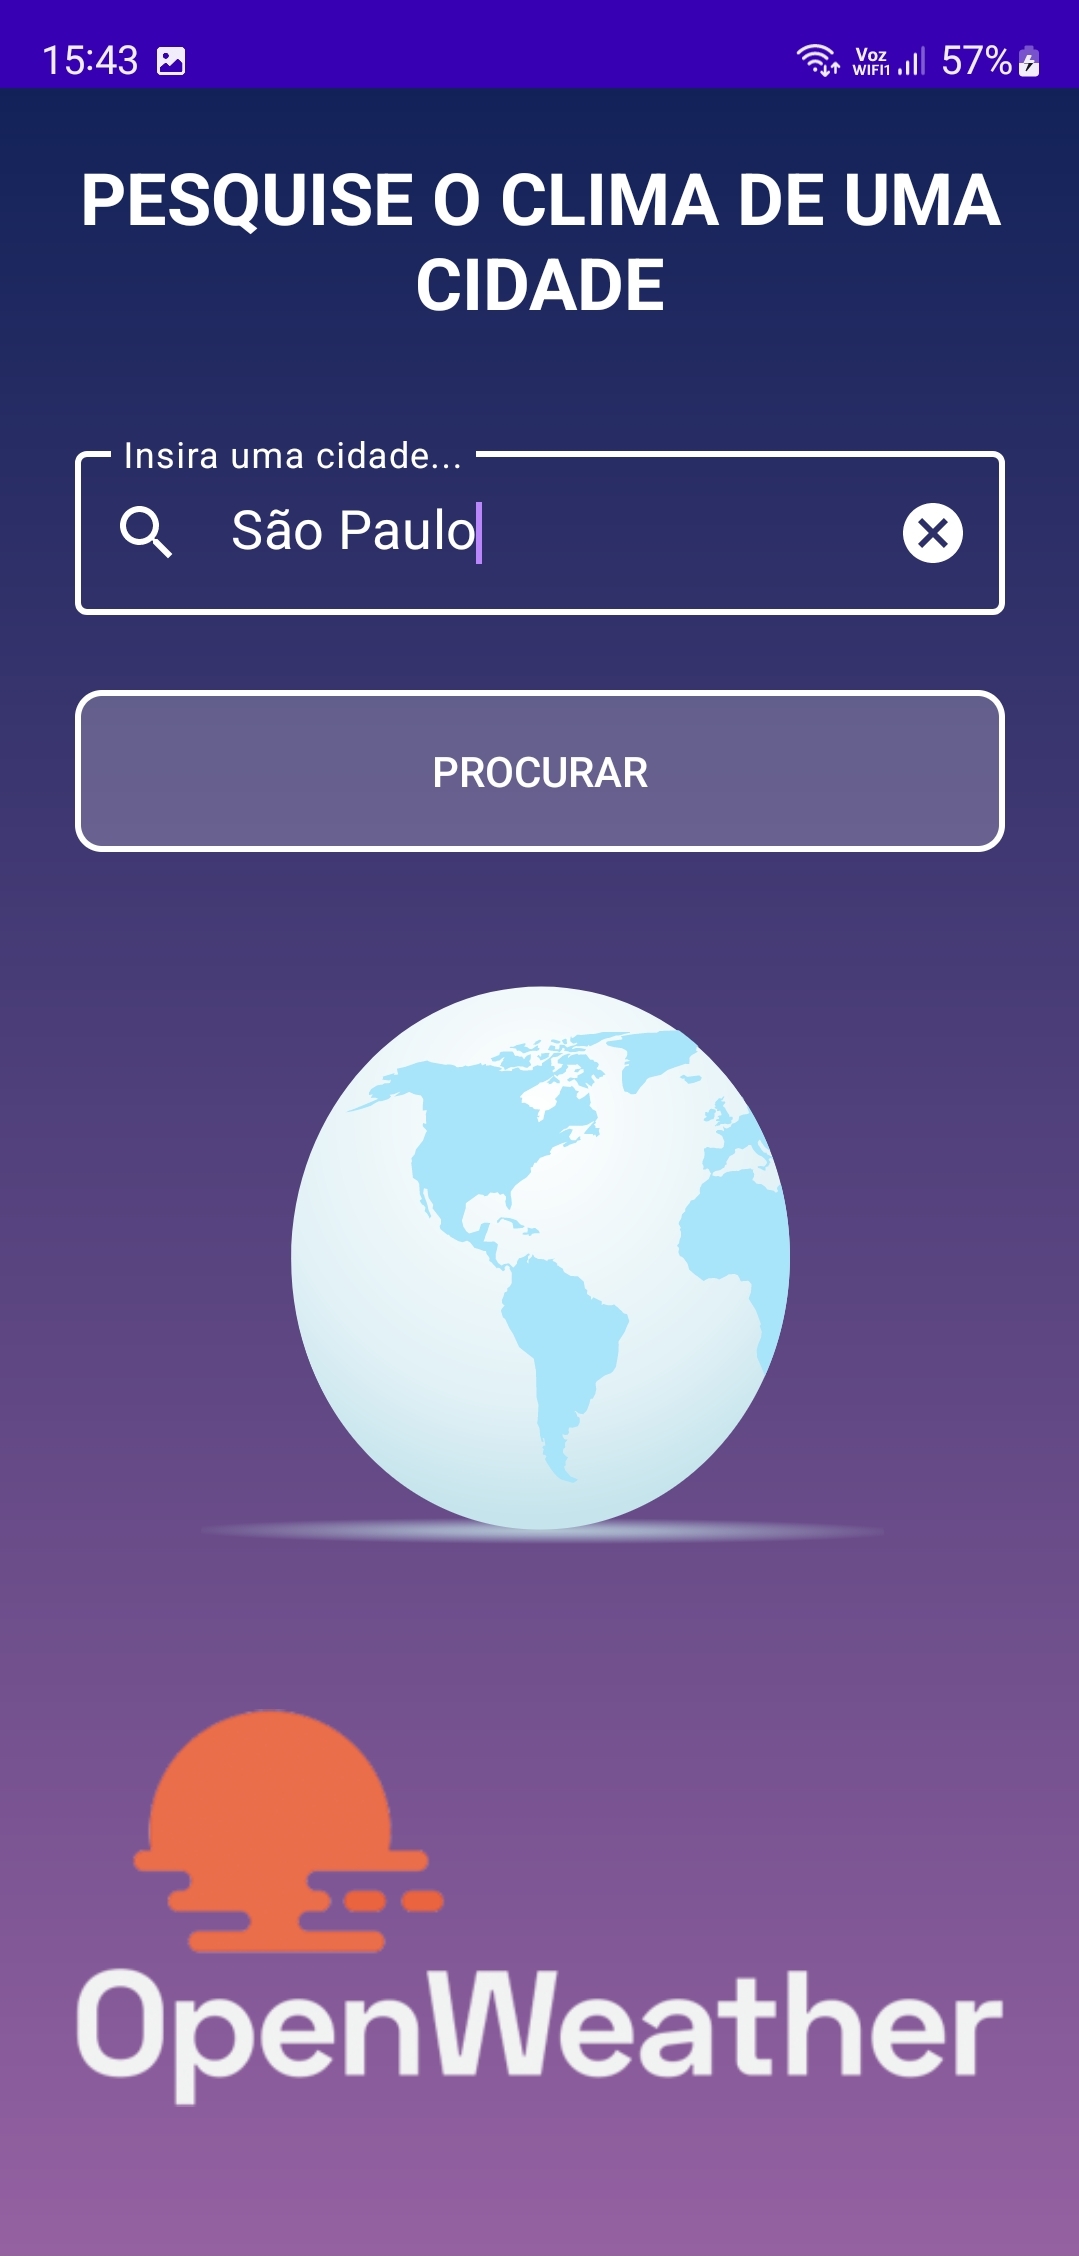 15:43
Voz
WIFI1
57%
PESQUISE O CLIMA DE UMA
CIDADE
Insira uma cidade...
São Paulo
PROCURAR
OpenWeather